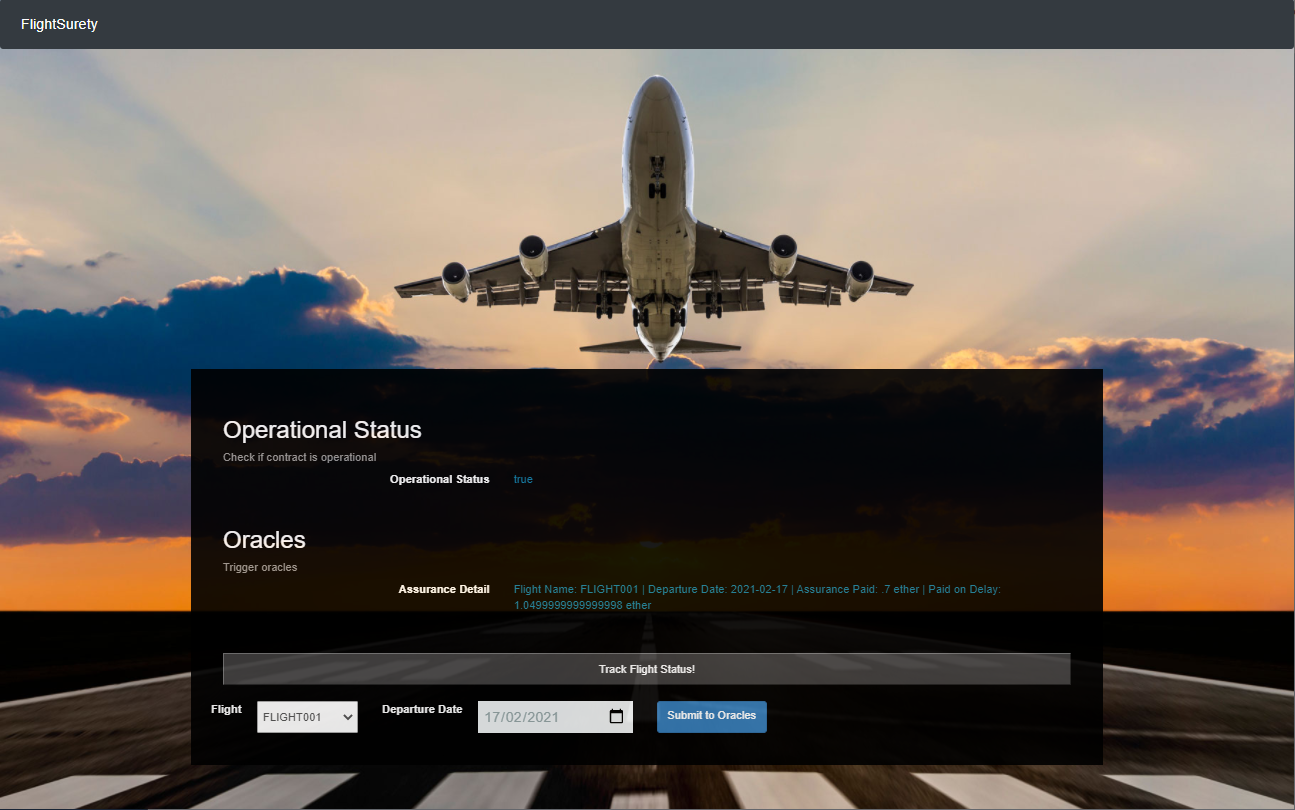 FlightSurety
Operational Status
Check if contract is operational
Operational Status true
Oracles
Trigger oracles
Assurance Detail Flight Name: FLIGHT001 | Departure Date: 2021-02-17 | Assurance Paid: .7 ether | Paid on Delay:
1.0499999999999998 ether
Track Flight Status!
Flight FLIGHT001 Departure Date 17/02/2021 Submit to Oracles